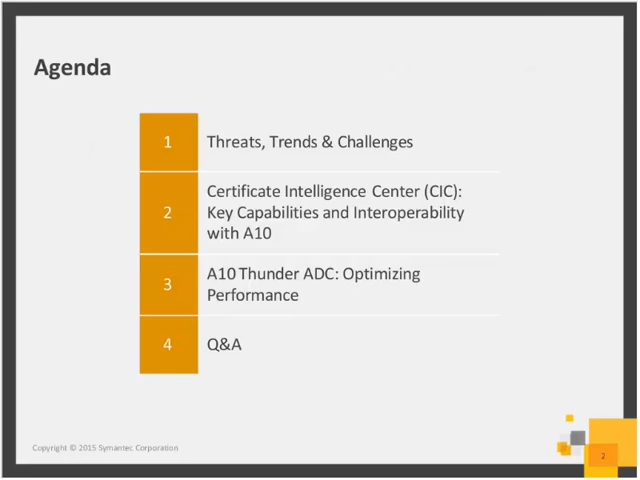 Agenda
1
Threats, Trends & Challenges
2
Certificate Intelligence Center (CIC):
Key Capabilities and Interoperability
with A10
3
A10 Thunder ADC: Optimizing
Performance
4
Q&A
Copyright © 2015 Symantec Corporation
2